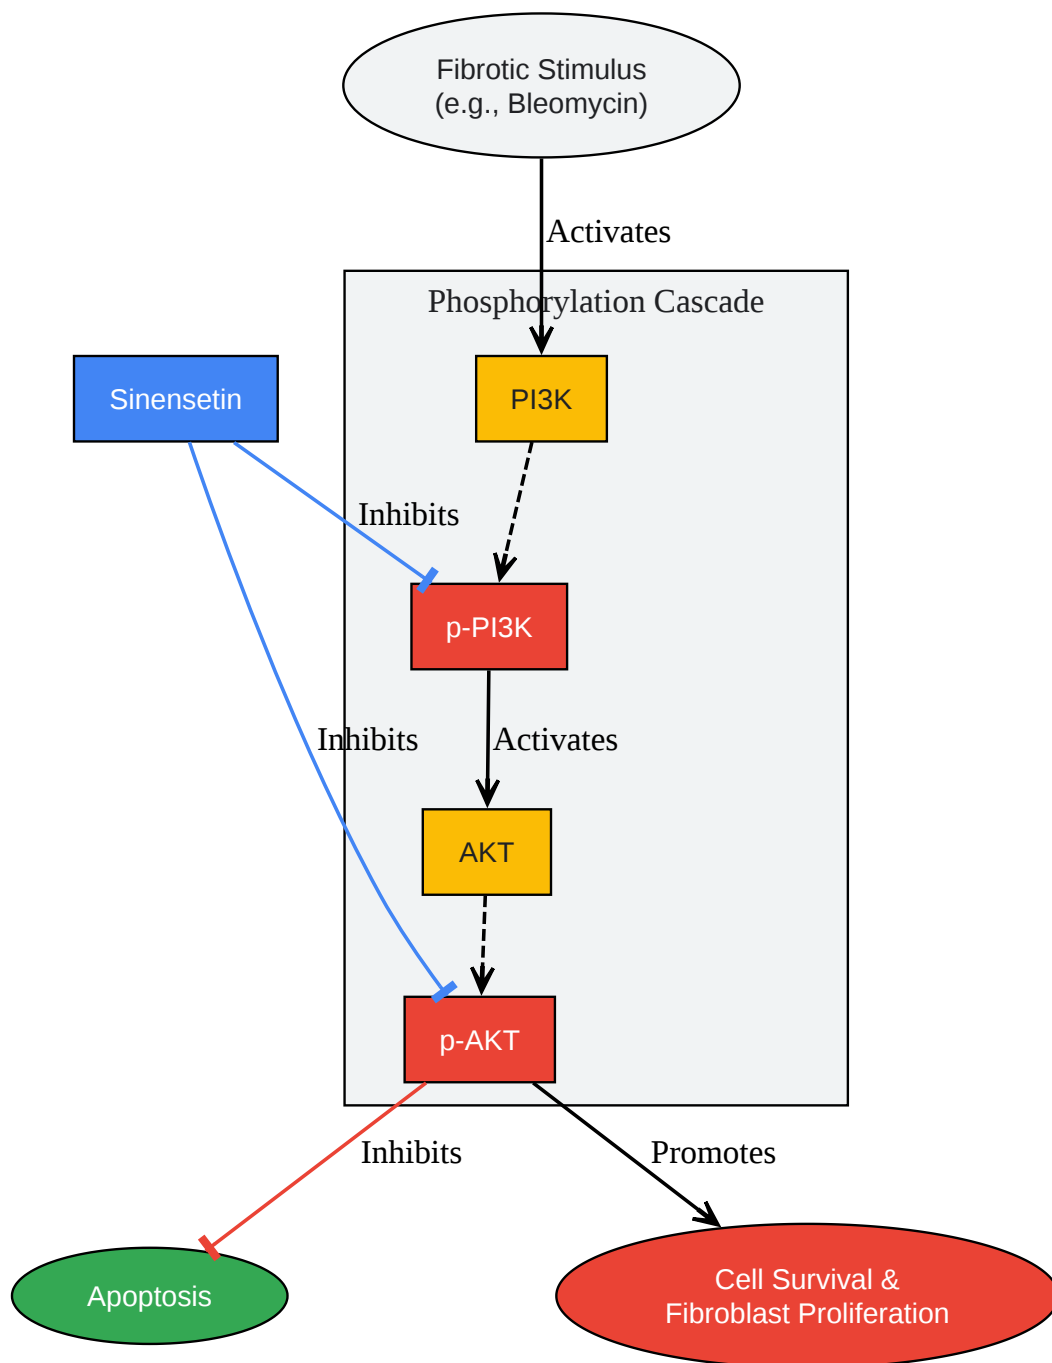 Fibrotic Stimulus
(e.g., Bleomycin)
Activates
Phosphorylation Cascade
Sinensetin
PI3K
Inhibits
p-PI3K
Inhibits
Activates
AKT
p-AKT
Inhibits
Promotes
Apoptosis
Cell Survival &
Fibroblast Proliferation